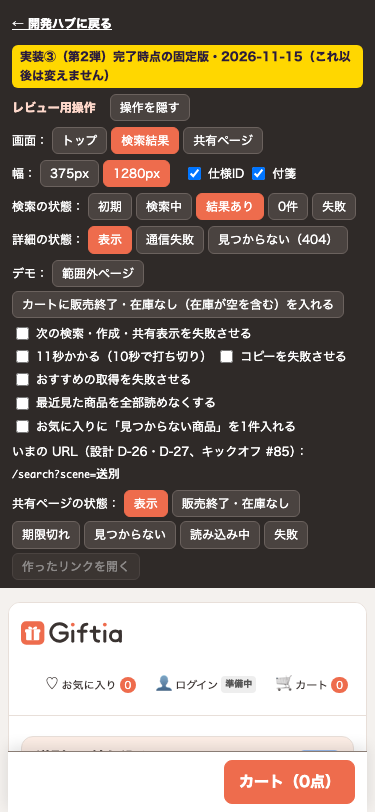 ← 開発ハブに戻る
実装③（第2弾）完了時点の固定版・2026-11-15（これ以
後は変えません）
レビュー用操作 操作を隠す
画面： トップ 検索結果 共有ページ
幅： 375px 1280px 仕様ID 付箋
検索の状態： 初期 検索中 結果あり 0件 失敗
詳細の状態： 表示 通信失敗 見つからない（404）
デモ： 範囲外ページ
カートに販売終了・在庫なし（在庫が空を含む）を入れる
次の検索・作成・共有表示を失敗させる
11秒かかる（10秒で打ち切り） コピーを失敗させる
おすすめの取得を失敗させる
最近見た商品を全部読めなくする
お気に入りに「見つからない商品」を1件入れる
いまの URL（設計 D-26・D-27、キックオフ #85）：
/search?scene=送別
共有ページの状態： 表示 販売終了・在庫なし
期限切れ 見つからない 読み込み中 失敗
作ったリンクを開く
Giftia
お気に入り 0 ログイン 準備中 カート 0
カート（0点）